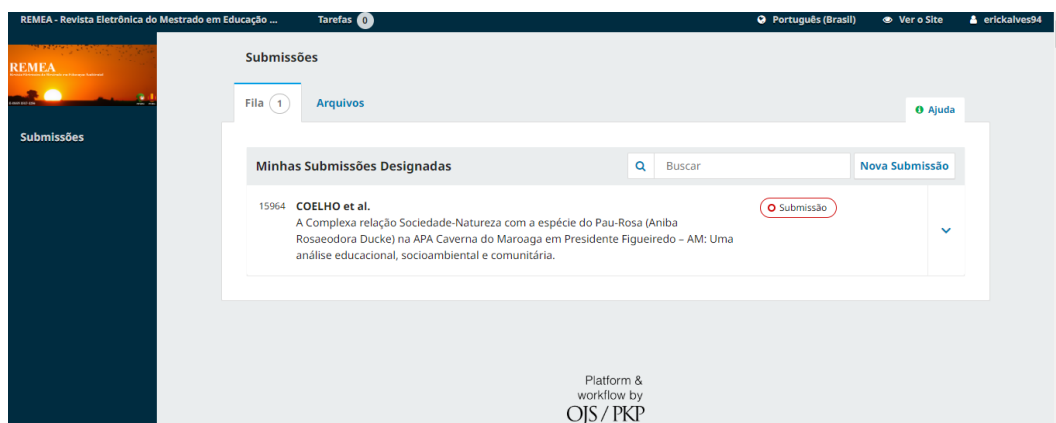 REMEA - Revista Eletrônica do Mestrado em Educação ...
Tarefas 0
Português (Brasil)
Ver o Site
erickalves94
REMEA
Submissões
Submissões
Fila 1
Arquivos
Ajuda
Minhas Submissões Designadas
Buscar
Nova Submissão
15964 COELHO et al.
A Complexa relação Sociedade-Natureza com a espécie do Pau-Rosa (Aniba
Rosaeodora Ducke) na APA Caverna do Maroaga em Presidente Figueiredo – AM: Uma
análise educacional, socioambiental e comunitária.
Submissão
Platform &
workflow by
OJS / PKP